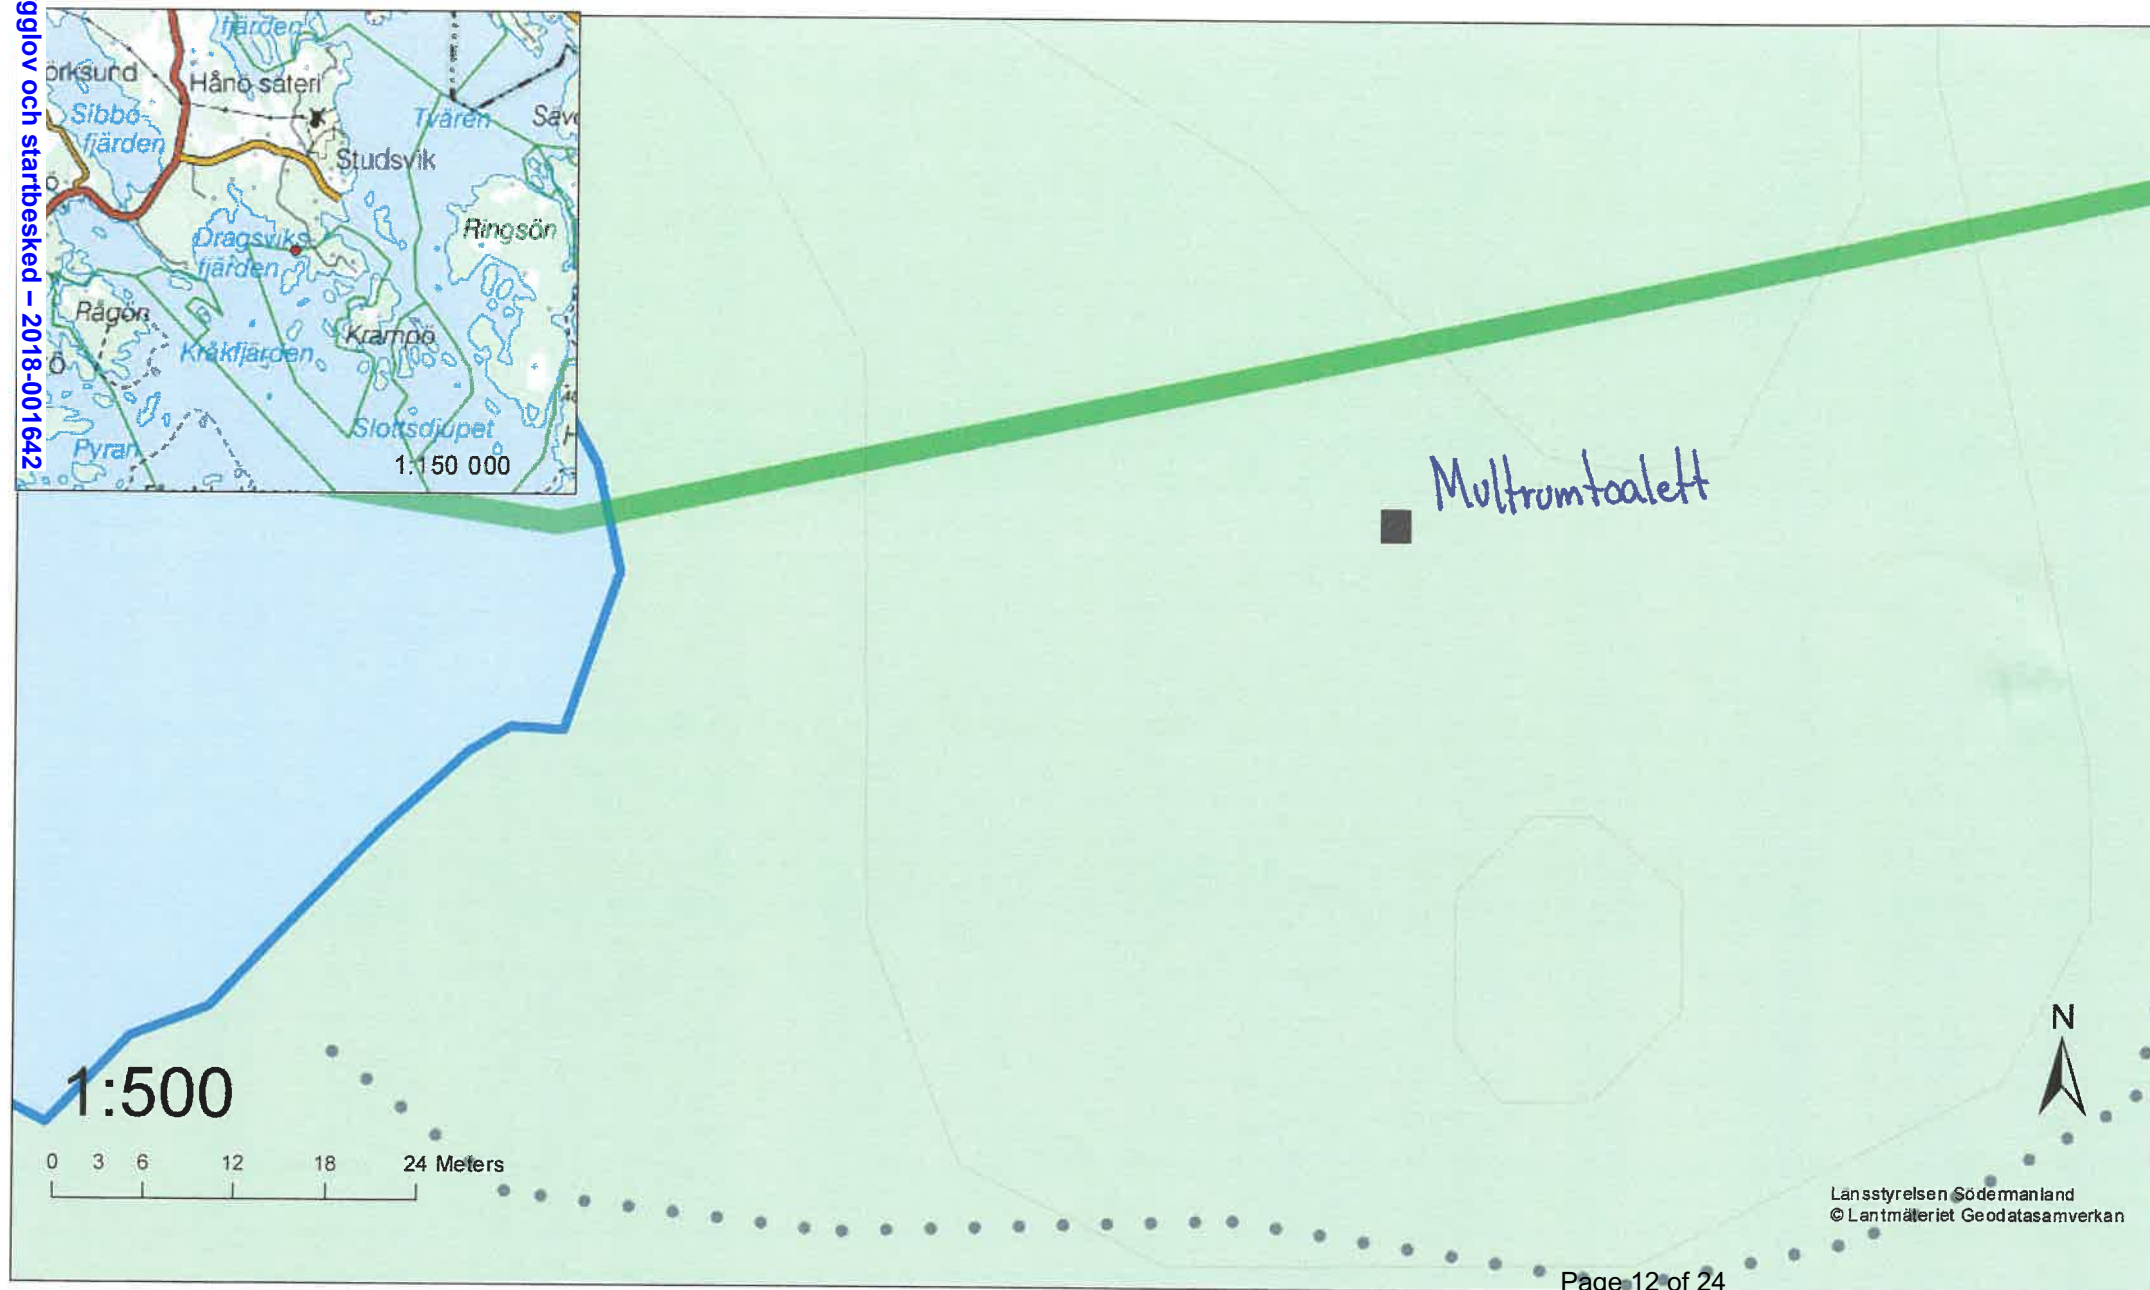 gglov och startbesked – 2018-001642
fjärden
örksund
Hånö säteri
Sibbo-
fjärden
Tvären
Studsvik
Ringsön
Dragsviks-
fjärden
Rågön
Krampö
Kråkfjärden
Ö
Slottsdjupet
Pyran
1:150 000
Multrumtoalett
N
1:500
0 3 6 12 18 24 Meters
Länsstyrelsen Södermanland
© Lantmäteriet Geodatasamverkan
Page 12 of 24